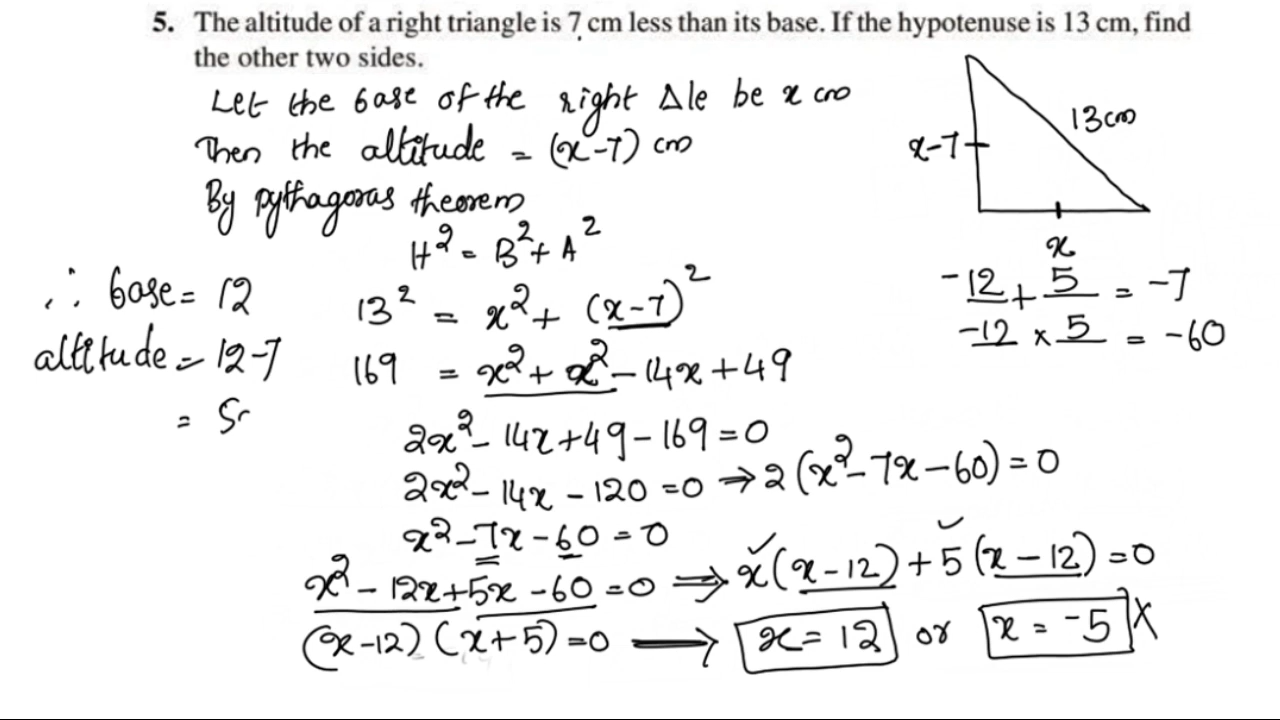 5. The altitude of a right triangle is 7 cm less than its base. If the hypotenuse is 13 cm, find
the other two sides.
Let the base of the right Δle be x cm
Then the altitude = (x-7) cm
By pythagoras theorem
H² = B² + A²
13² = x² + (x-7)²
169 = x² + x² - 14x + 49
2x² - 14x + 49 - 169 = 0
2x² - 14x - 120 = 0 ⇒ 2(x² - 7x - 60) = 0
x² - 7x - 60 = 0
x² - 12x + 5x - 60 = 0 ⇒ x(x - 12) + 5(x - 12) = 0
(x - 12)(x + 5) = 0 → x = 12 or x = -5 X
∴ base = 12
altitude = 12-7
= 5
13cm
x-7
x
-12 + 5 = -7
-12 × 5 = -60